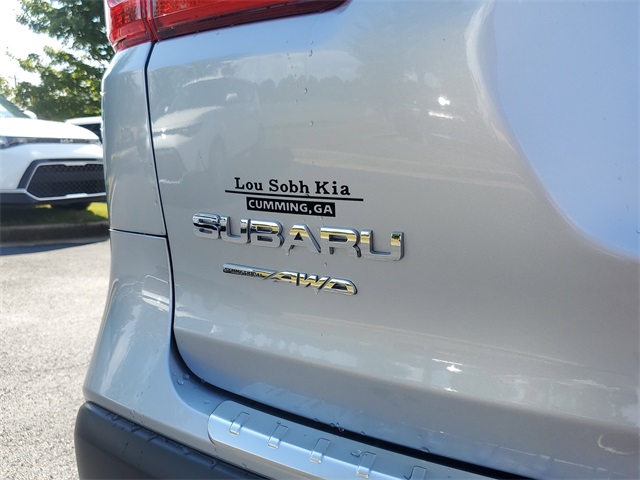 Lou Sobh Kia
CUMMING, GA
SUBARU
AWD